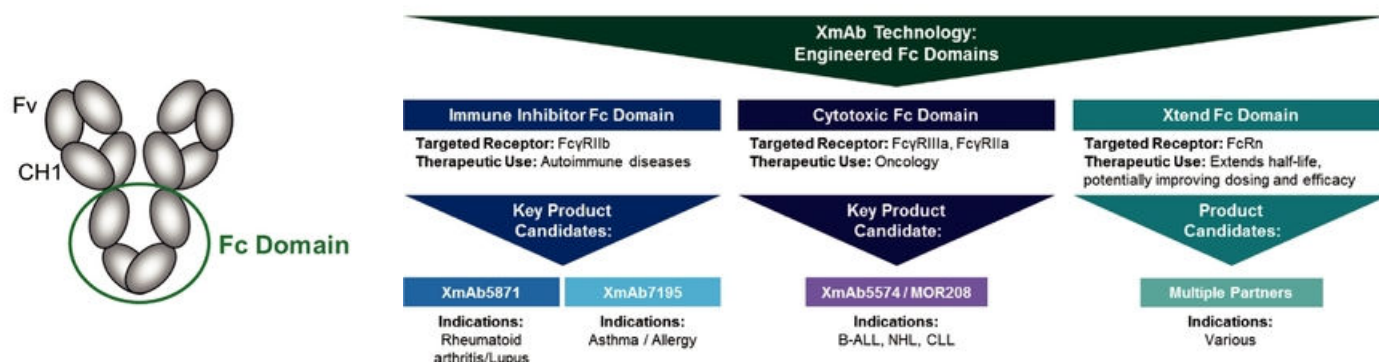 Fv
CH1
Fc Domain
XmAb Technology:
Engineered Fc Domains
Immune Inhibitor Fc Domain
Targeted Receptor: FcγRIIb
Therapeutic Use: Autoimmune diseases
Key Product
Candidates:
XmAb5871
Indications:
Rheumatoid
arthritis/Lupus
XmAb7195
Indications:
Asthma / Allergy
Cytotoxic Fc Domain
Targeted Receptor: FcγRIIIa, FcγRIIa
Therapeutic Use: Oncology
Key Product
Candidate:
XmAb5574 / MOR208
Indications:
B-ALL, NHL, CLL
Xtend Fc Domain
Targeted Receptor: FcRn
Therapeutic Use: Extends half-life,
potentially improving dosing and efficacy
Product
Candidates:
Multiple Partners
Indications:
Various